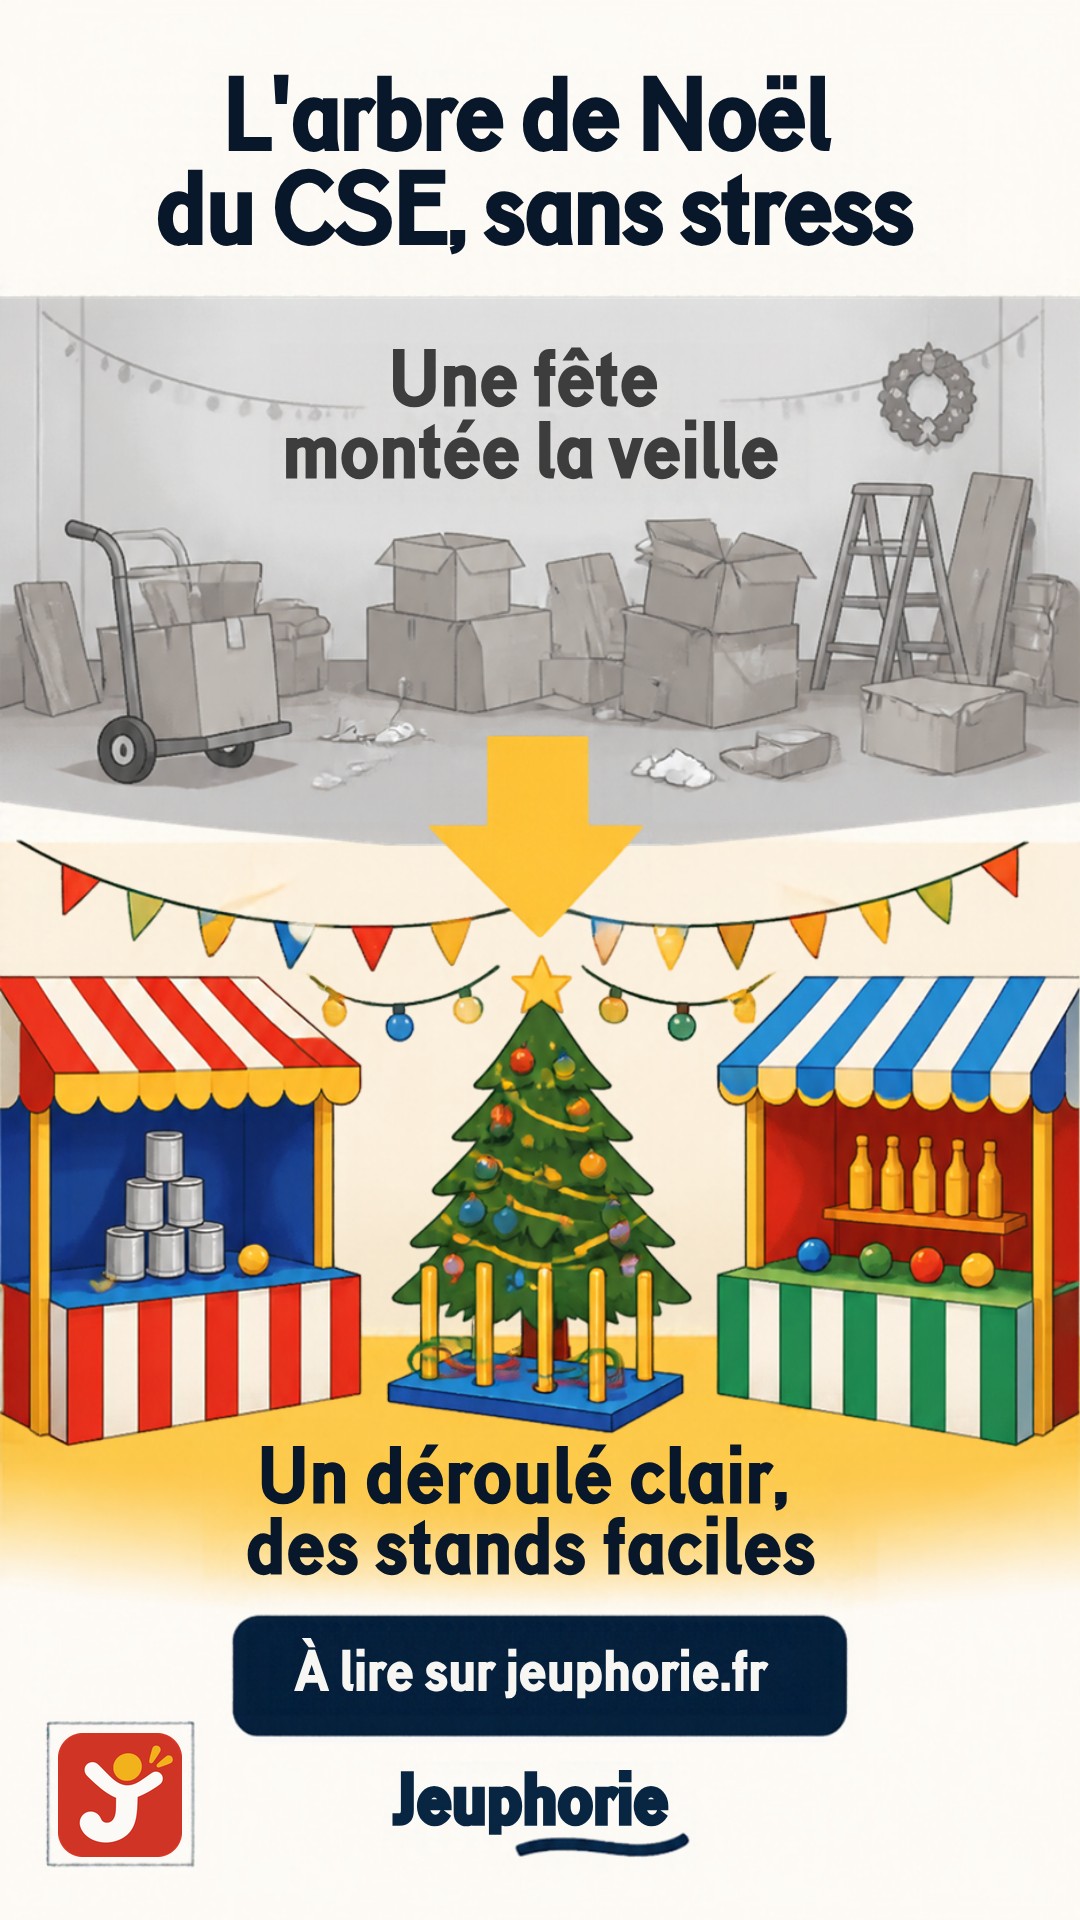 L'arbre de Noël
du CSE, sans stress
Une fête
montée la veille
Un déroulé clair,
des stands faciles
À lire sur jeuphorie.fr
Jeuphorie